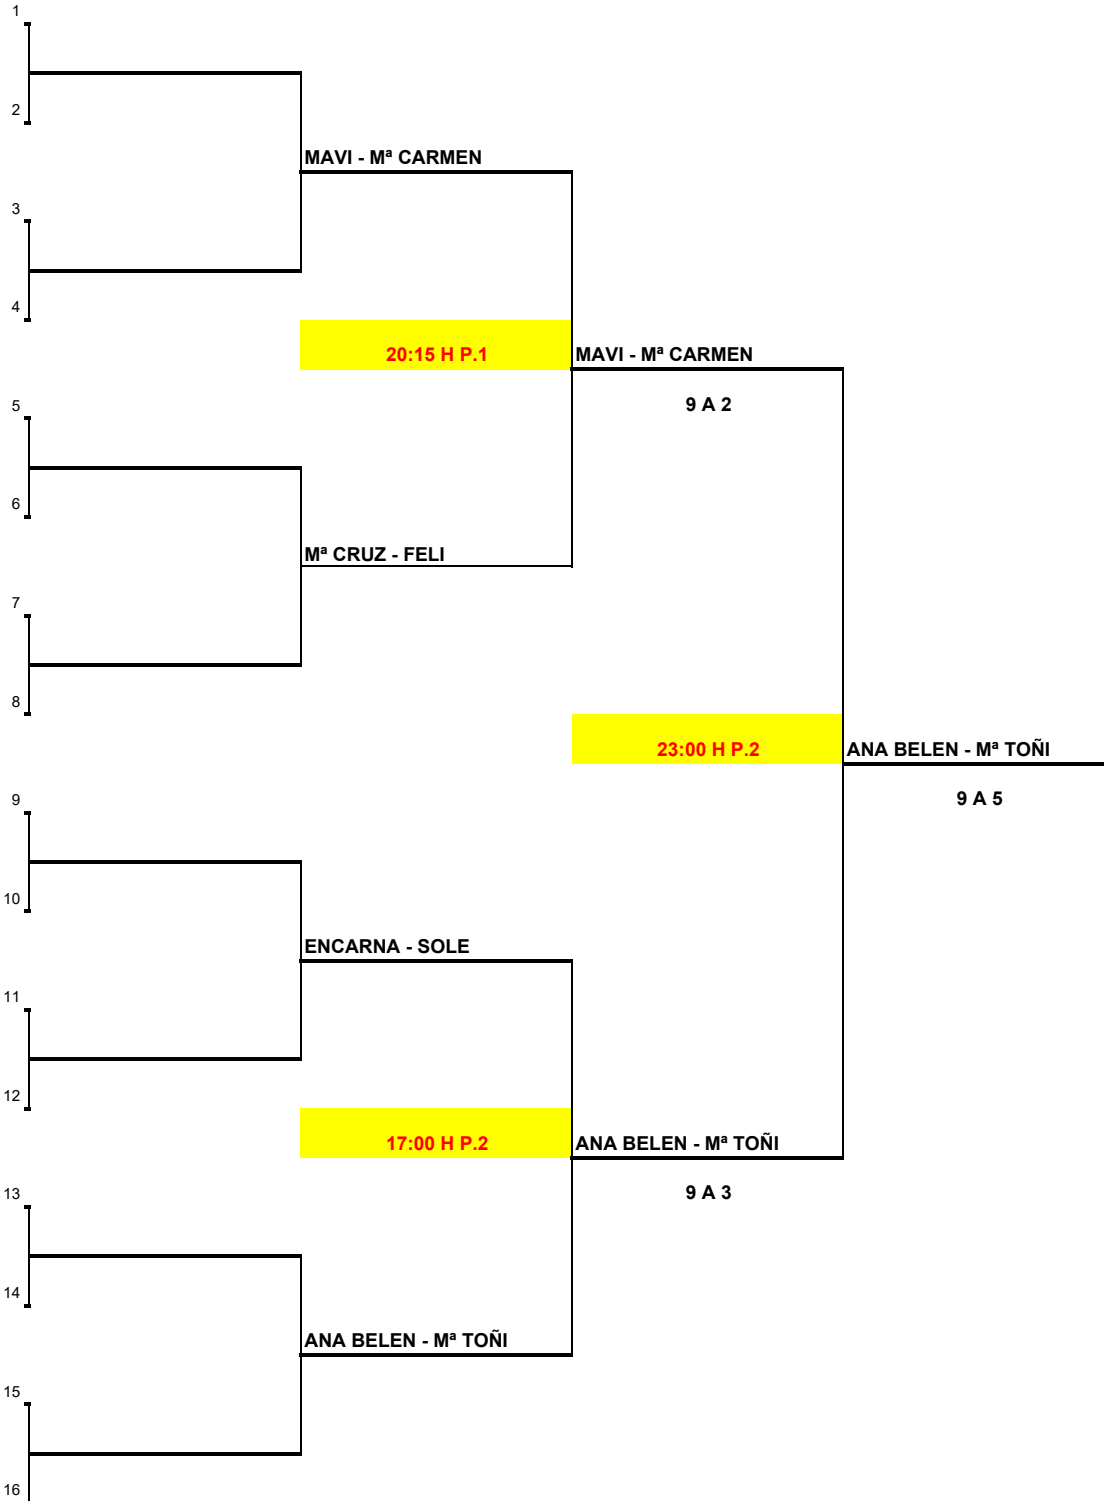 1
2
MAVI - Mª CARMEN
3
4
20:15 H P.1
MAVI - Mª CARMEN
9 A 2
5
6
Mª CRUZ - FELI
7
8
23:00 H P.2
ANA BELEN - Mª TOÑI
9 A 5
9
10
ENCARNA - SOLE
11
12
17:00 H P.2
ANA BELEN - Mª TOÑI
9 A 3
13
14
ANA BELEN - Mª TOÑI
15
16